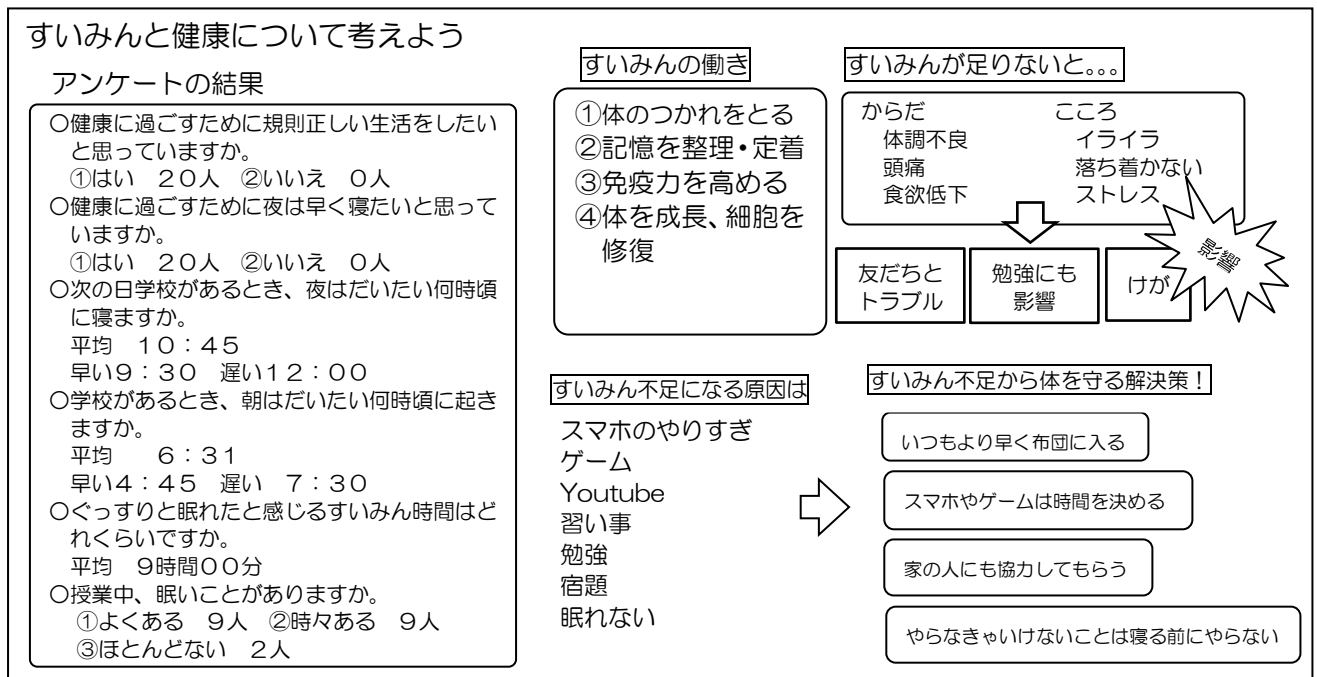 すいみんと健康について考えよう
アンケートの結果
〇健康に過ごすために規則正しい生活をしたい
と思っていますか。
①はい　２０人　②いいえ　０人
〇健康に過ごすために夜は早く寝たいと思って
いますか。
①はい　２０人　②いいえ　０人
〇次の日学校があるとき、夜はだいたい何時頃
に寝ますか。
平均　１０：４５
早い９：３０　遅い１２：００
〇学校があるとき、朝はだいたい何時頃に起き
ますか。
平均　　６：３１
早い４：４５　遅い　７：３０
〇ぐっすりと眠れたと感じるすいみん時間はど
れくらいですか。
平均　９時間００分
〇授業中、眠いことがありますか。
①よくある　９人　②時々ある　９人
③ほとんどない　２人
すいみんの働き
①体のつかれをとる
②記憶を整理・定着
③免疫力を高める
④体を成長、細胞を
修復
すいみんが足りないと。。。
からだ　こころ
体調不良　イライラ
頭痛　落ち着かない
食欲低下　ストレス
影響
友だちと
トラブル
勉強にも
影響
けが
すいみん不足になる原因は
スマホのやりすぎ
ゲーム
Youtube
習い事
勉強
宿題
眠れない
すいみん不足から体を守る解決策！
いつもより早く布団に入る
スマホやゲームは時間を決める
家の人にも協力してもらう
やらなきゃいけないことは寝る前にやらない